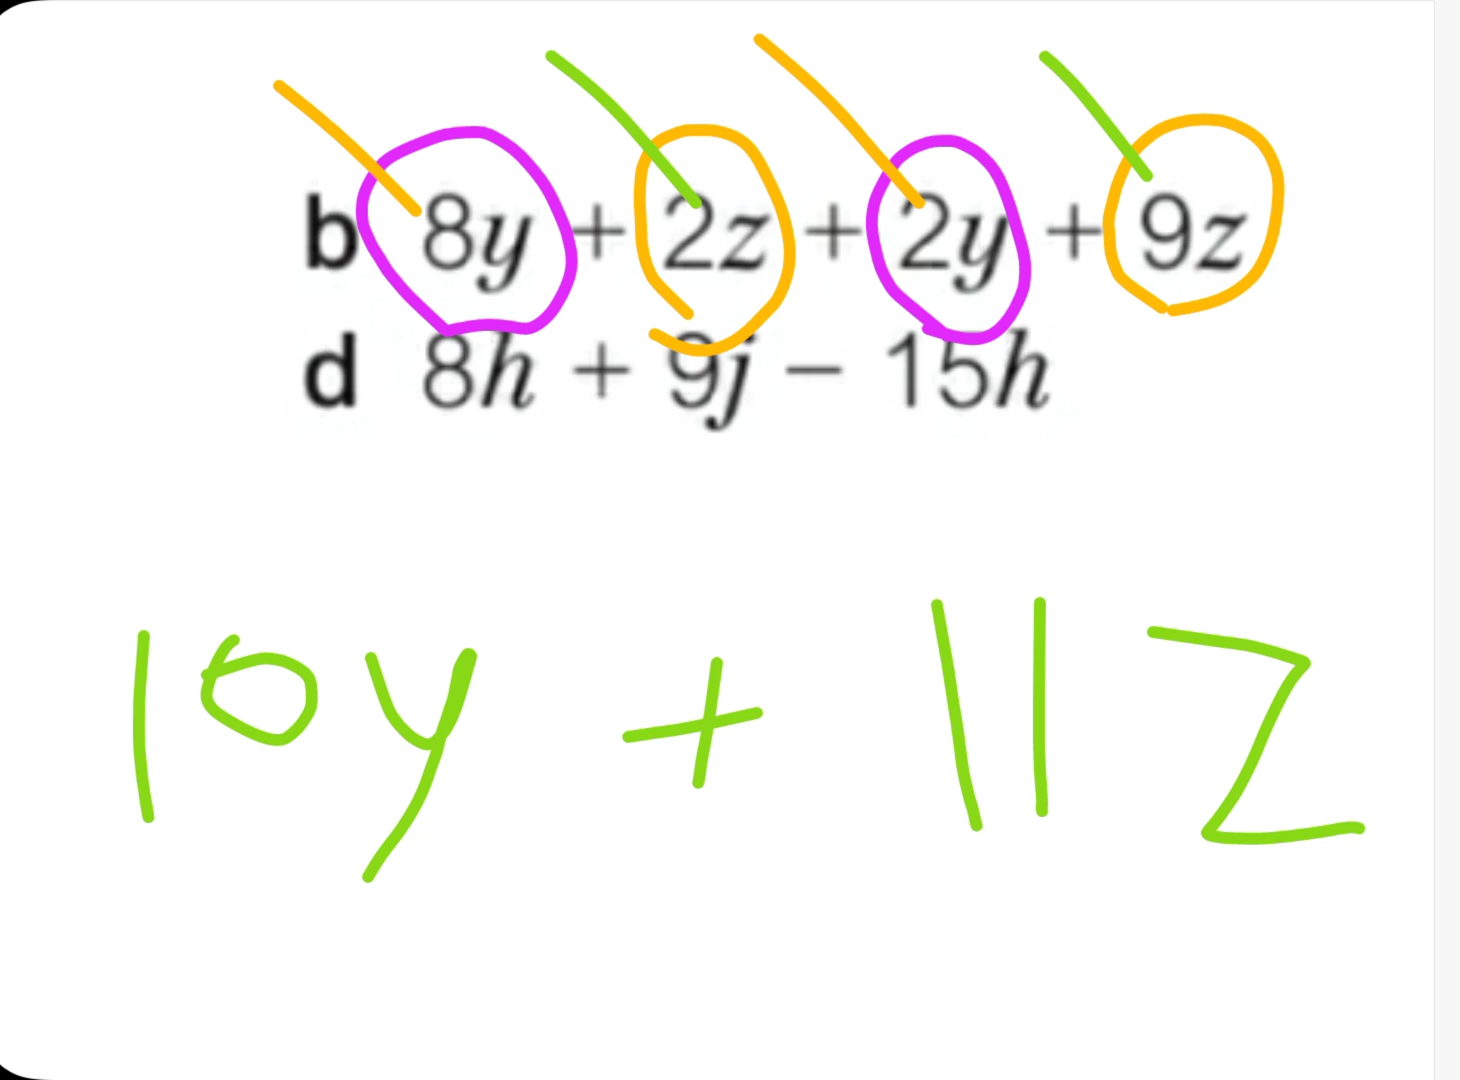 b 8y + 2z + 2y + 9z
d 8h + 9j − 15h
10y + 11z